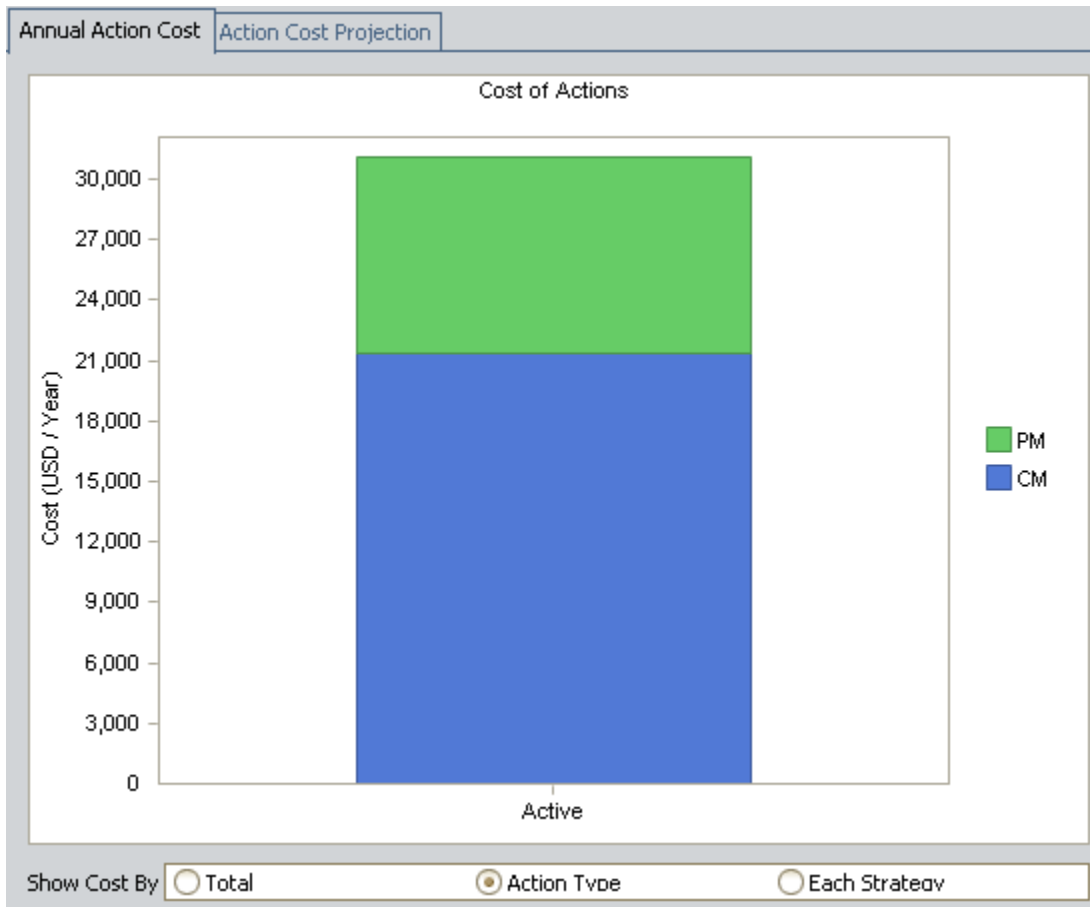 Annual Action Cost
Action Cost Projection
Cost of Actions
30,000
27,000
24,000
21,000
18,000
15,000
12,000
9,000
6,000
3,000
0
Cost (USD / Year)
Active
PM
CM
Show Cost By Total Action Type Each Strategy